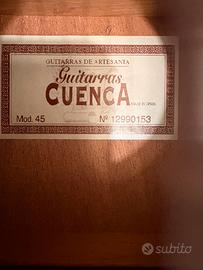 GUITARRAS DE ARTESANIA
Guitarras
CUENCA
MADE IN SPAIN
Mod. 45 Nº 12990153
subito